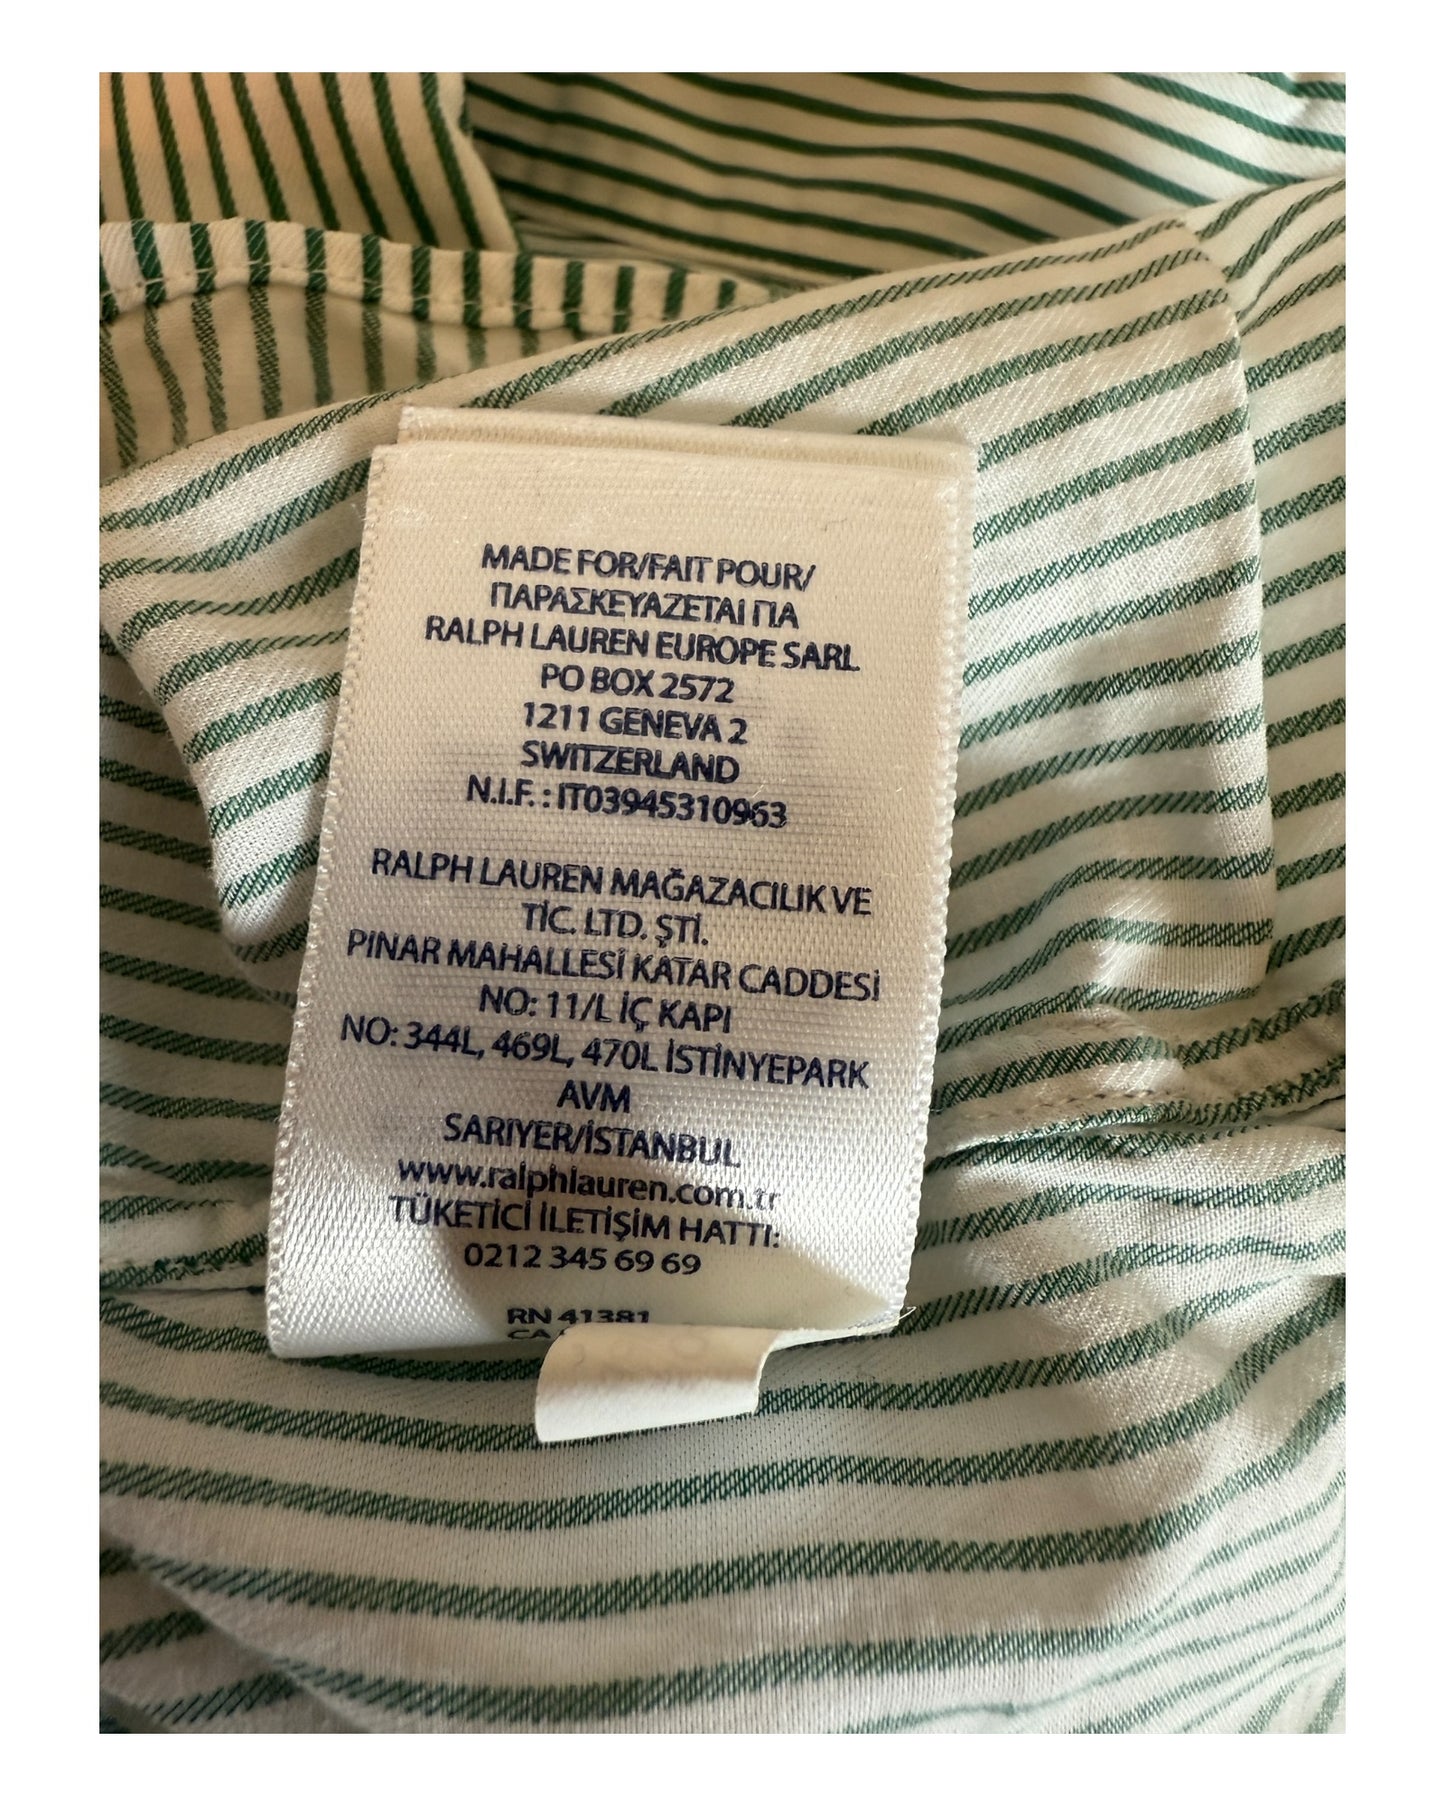 MADE FOR/FAIT POUR/
ΠΑΡΑΣΚΕΥΑΖΕΤΑΙ ΓΙΑ
RALPH LAUREN EUROPE SARL
PO BOX 2572
1211 GENEVA 2
SWITZERLAND
N.I.F. : IT03945310963
RALPH LAUREN MAĞAZACILIK VE
TİC. LTD. ŞTİ.
PINAR MAHALLESİ KATAR CADDESİ
NO: 11/L İÇ KAPI
NO: 344L, 469L, 470L İSTİNYEPARK
AVM
SARIYER/İSTANBUL
www.ralphlauren.com.tr
TÜKETİCİ İLETİŞİM HATTI:
0212 345 69 69
RN 41381
CA